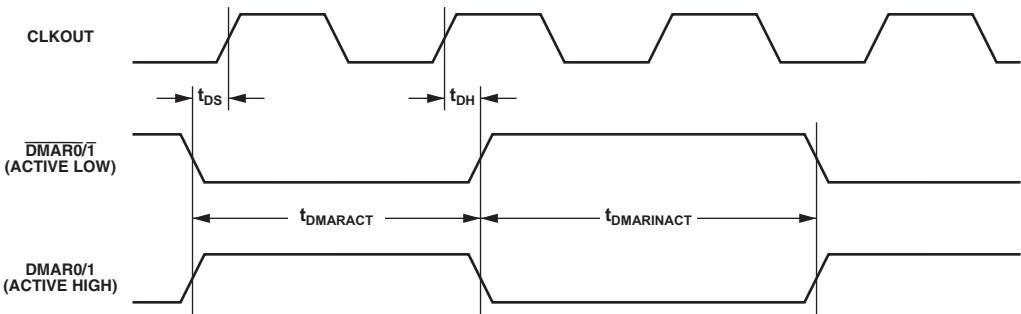 CLKOUT
tDS
tDH
DMAR0/1
(ACTIVE LOW)
tDMARACT
tDMARINACT
DMAR0/1
(ACTIVE HIGH)